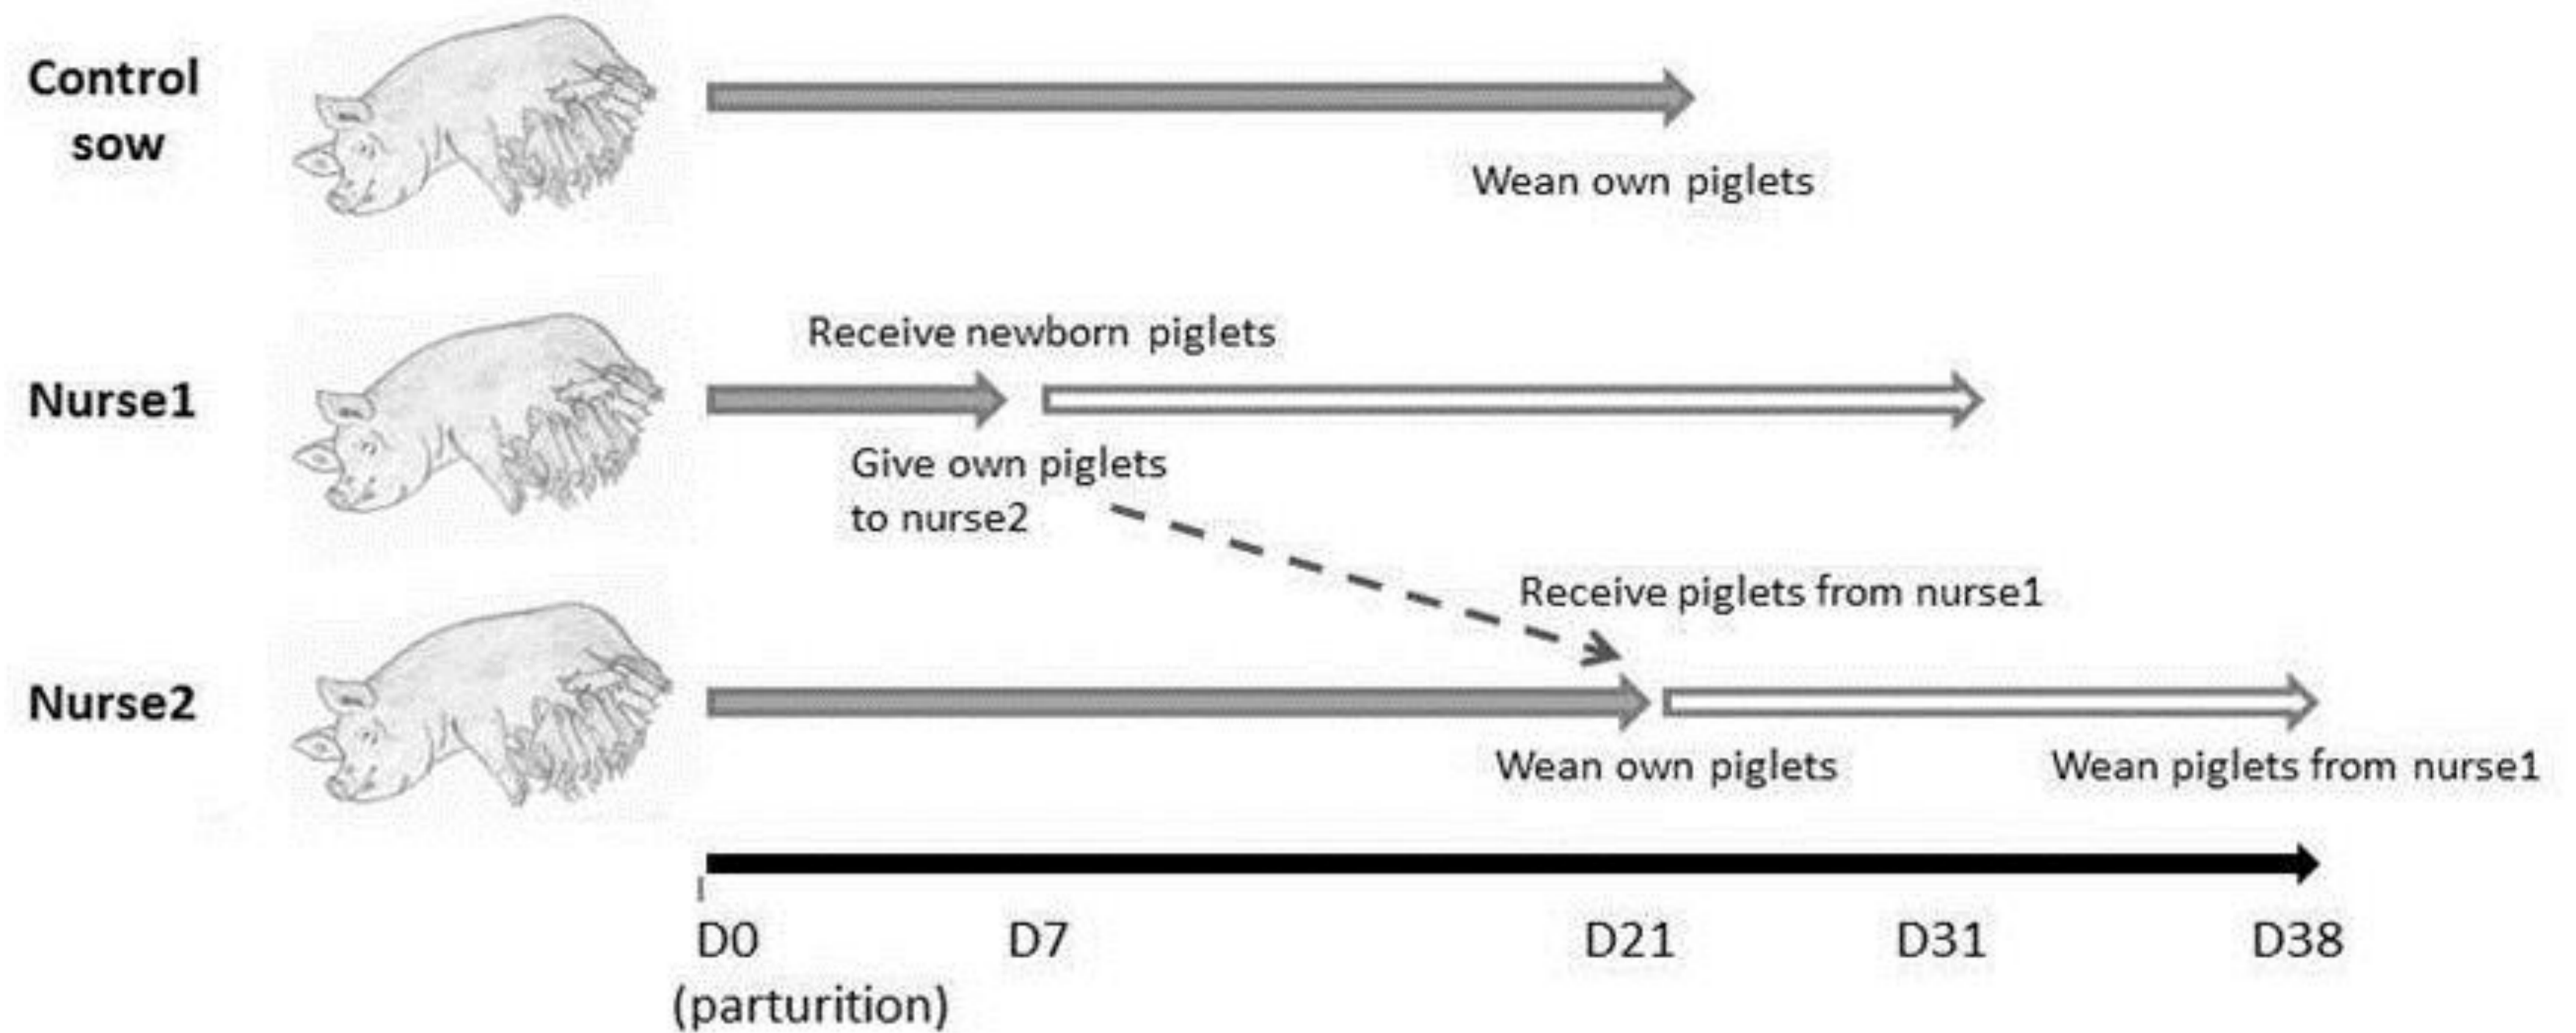 Control
sow
Wean own piglets
Receive newborn piglets
Nurse1
Give own piglets
to nurse2
Receive piglets from nurse1
Nurse2
Wean own piglets
Wean piglets from nurse1
D0
D7
D21
D31
D38
(parturition)